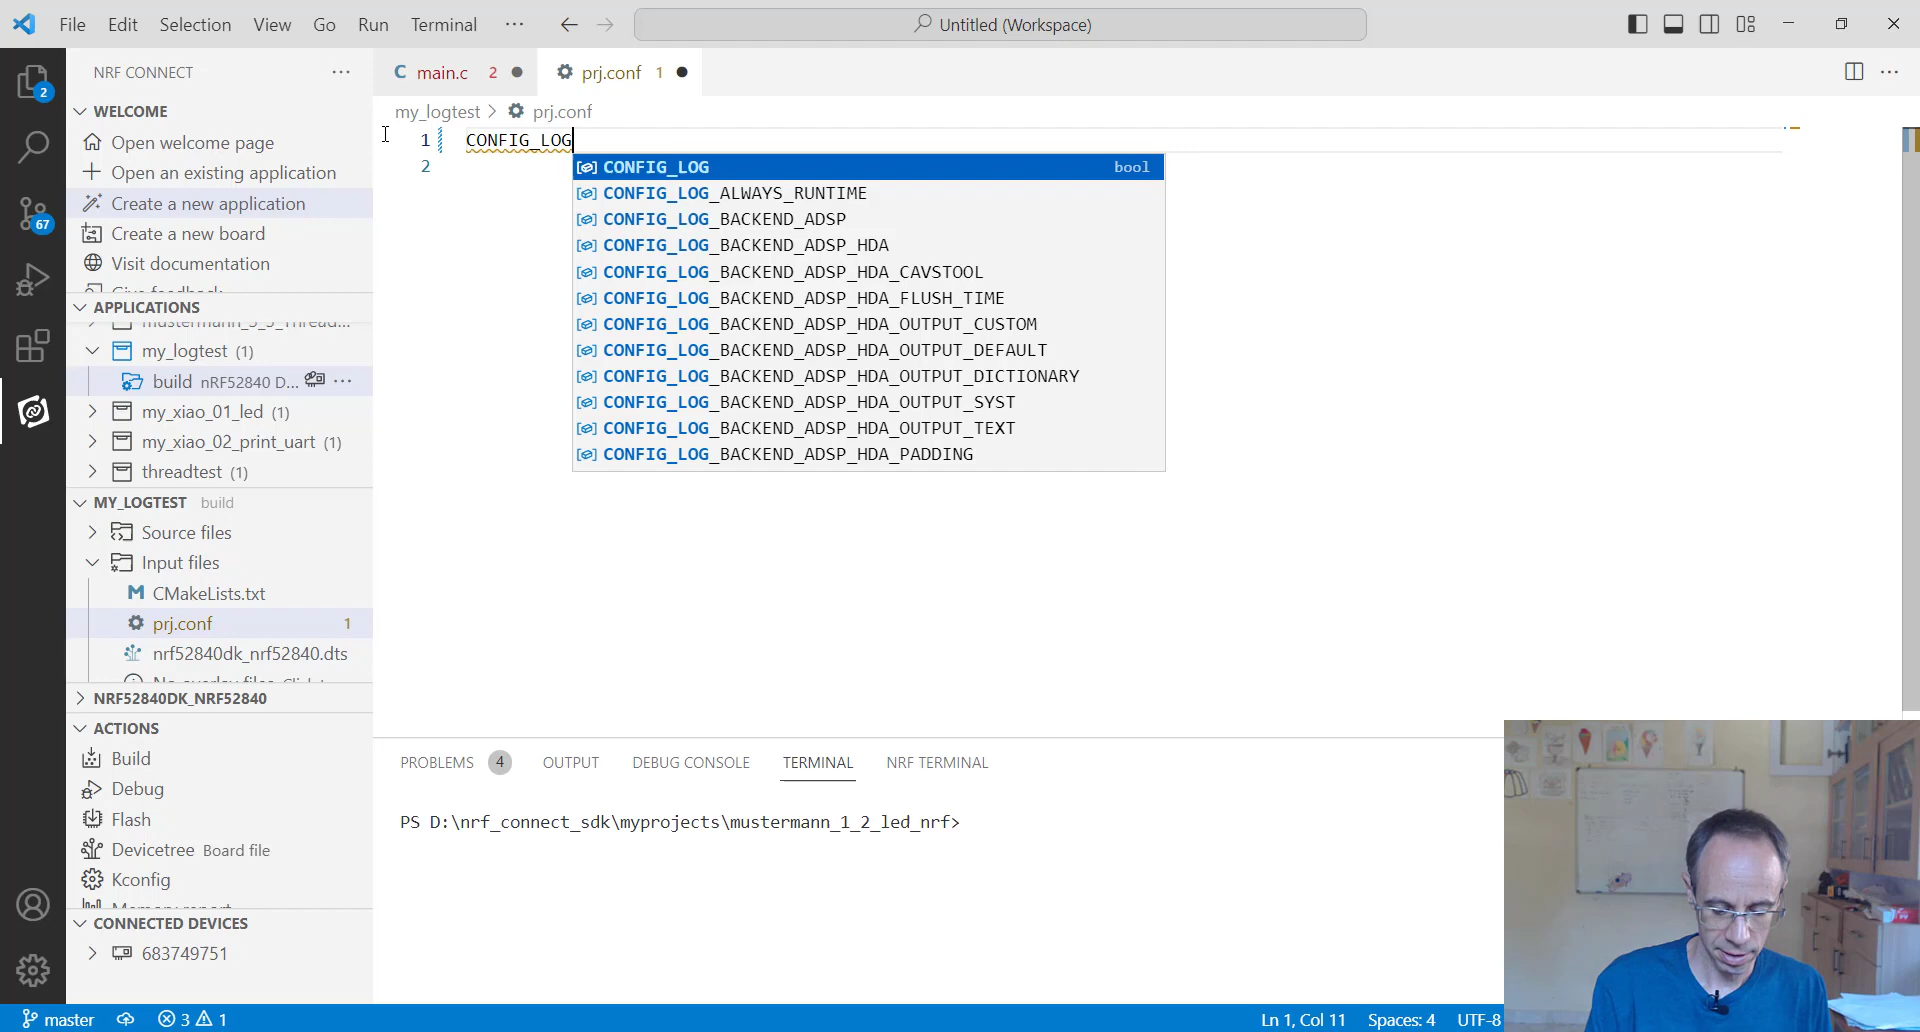 File Edit Selection View Go Run Terminal ··· Untitled (Workspace)
NRF CONNECT ···
WELCOME
Open welcome page
Open an existing application
Create a new application
Create a new board
Visit documentation
APPLICATIONS
my_logtest (1)
build nRF52840 D... ···
my_xiao_01_led (1)
my_xiao_02_print_uart (1)
threadtest (1)
MY_LOGTEST build
Source files
Input files
CMakeLists.txt
prj.conf 1
nrf52840dk_nrf52840.dts
NRF52840DK_NRF52840
ACTIONS
Build
Debug
Flash
Devicetree Board file
Kconfig
CONNECTED DEVICES
683749751
2
67
C main.c 2
prj.conf 1
···
my_logtest > prj.conf
1 CONFIG_LOG
2
CONFIG_LOG bool
CONFIG_LOG_ALWAYS_RUNTIME
CONFIG_LOG_BACKEND_ADSP
CONFIG_LOG_BACKEND_ADSP_HDA
CONFIG_LOG_BACKEND_ADSP_HDA_CAVSTOOL
CONFIG_LOG_BACKEND_ADSP_HDA_FLUSH_TIME
CONFIG_LOG_BACKEND_ADSP_HDA_OUTPUT_CUSTOM
CONFIG_LOG_BACKEND_ADSP_HDA_OUTPUT_DEFAULT
CONFIG_LOG_BACKEND_ADSP_HDA_OUTPUT_DICTIONARY
CONFIG_LOG_BACKEND_ADSP_HDA_OUTPUT_SYST
CONFIG_LOG_BACKEND_ADSP_HDA_OUTPUT_TEXT
CONFIG_LOG_BACKEND_ADSP_HDA_PADDING
PROBLEMS 4 OUTPUT DEBUG CONSOLE TERMINAL NRF TERMINAL
PS D:\nrf_connect_sdk\myprojects\mustermann_1_2_led_nrf>
master 3 1 Ln 1, Col 11 Spaces: 4 UTF-8